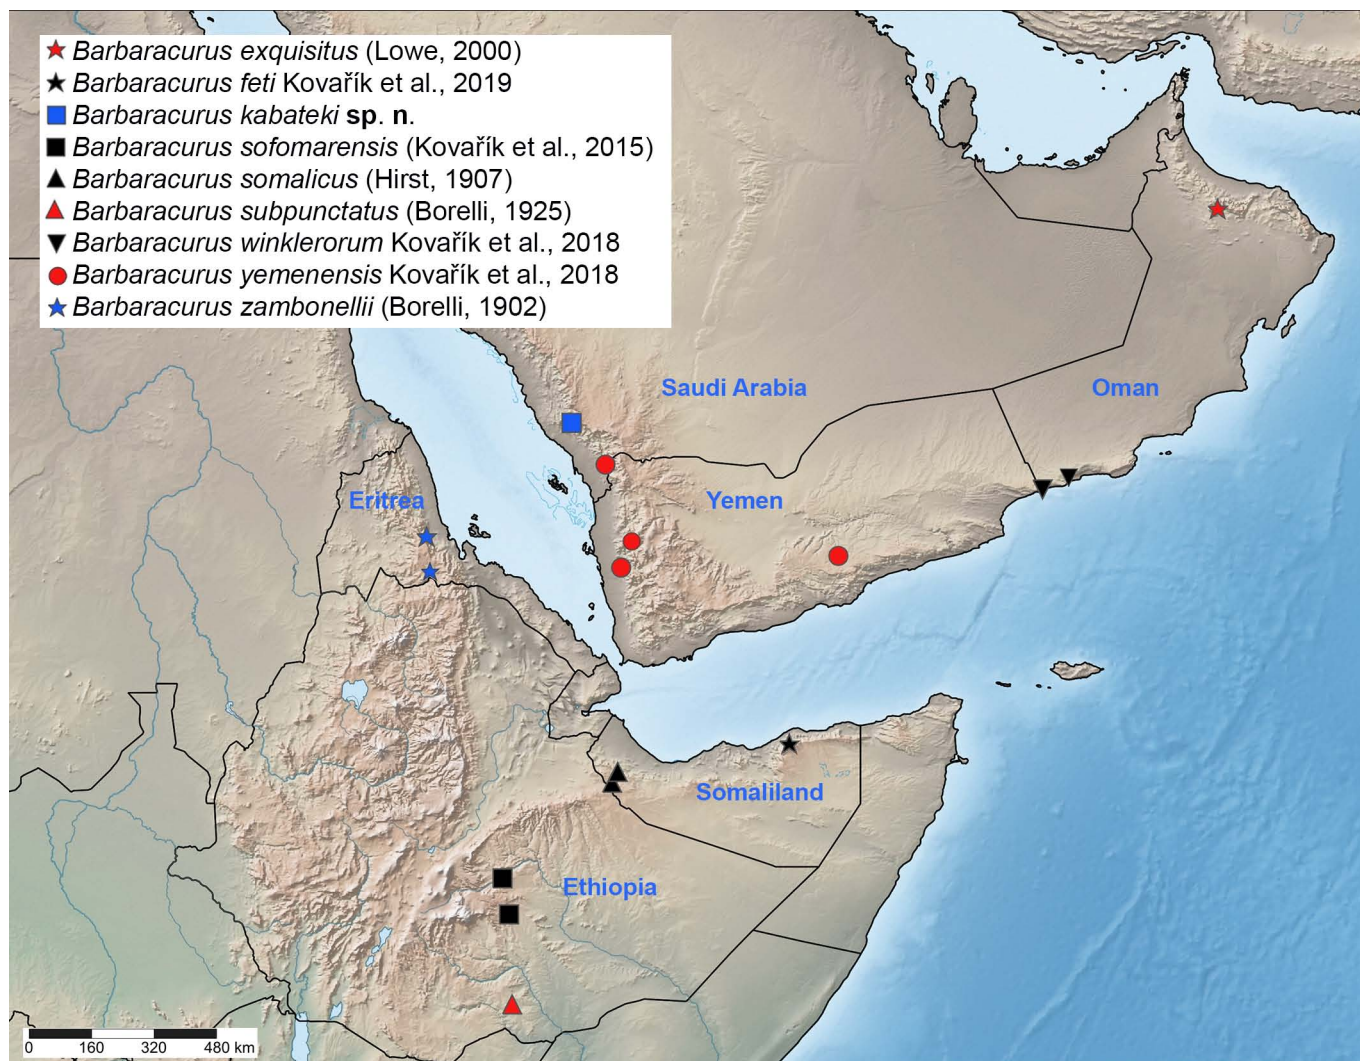 Barbaracurus exquisitus (Lowe, 2000)
Barbaracurus feti Kovařík et al., 2019
Barbaracurus kabateki sp. n.
Barbaracurus sofomarensis (Kovařík et al., 2015)
Barbaracurus somalicus (Hirst, 1907)
Barbaracurus subpunctatus (Borelli, 1925)
Barbaracurus winklerorum Kovařík et al., 2018
Barbaracurus yemenensis Kovařík et al., 2018
Barbaracurus zambonellii (Borelli, 1902)
Saudi Arabia
Oman
Eritrea
Yemen
Somaliland
Ethiopia
0 160 320 480 km